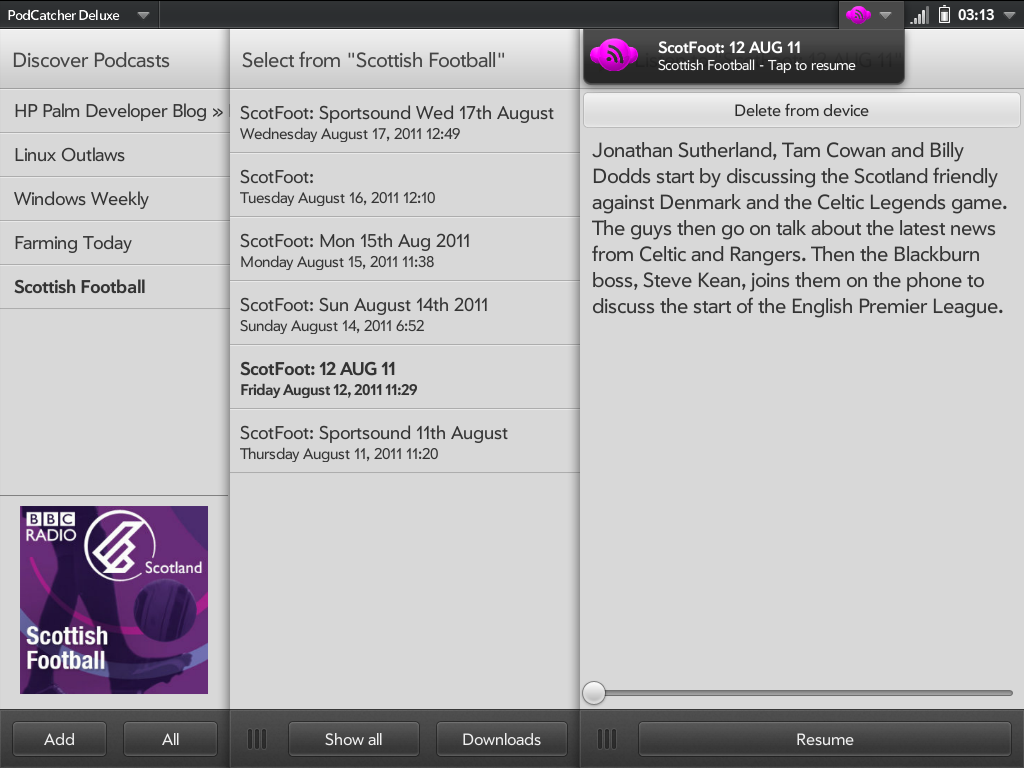 PodCatcher Deluxe
03:13
ScotFoot: 12 AUG 11
Scottish Football - Tap to resume
Discover Podcasts
HP Palm Developer Blog »
Linux Outlaws
Windows Weekly
Farming Today
Scottish Football
BBC
RADIO
Scotland
Scottish
Football
Add
All
Select from "Scottish Football"
ScotFoot: Sportsound Wed 17th August
Wednesday August 17, 2011 12:49
ScotFoot:
Tuesday August 16, 2011 12:10
ScotFoot: Mon 15th Aug 2011
Monday August 15, 2011 11:38
ScotFoot: Sun August 14th 2011
Sunday August 14, 2011 6:52
ScotFoot: 12 AUG 11
Friday August 12, 2011 11:29
ScotFoot: Sportsound 11th August
Thursday August 11, 2011 11:20
Show all
Downloads
Delete from device
Jonathan Sutherland, Tam Cowan and Billy
Dodds start by discussing the Scotland friendly
against Denmark and the Celtic Legends game.
The guys then go on talk about the latest news
from Celtic and Rangers. Then the Blackburn
boss, Steve Kean, joins them on the phone to
discuss the start of the English Premier League.
Resume